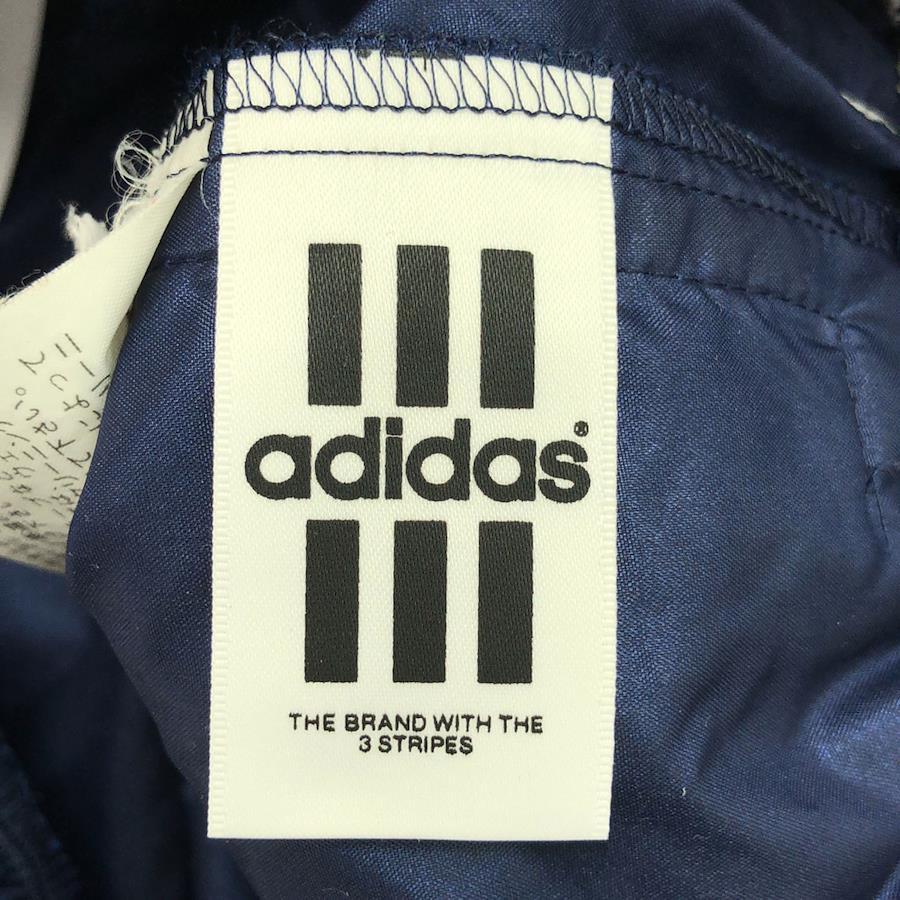 adidas®
THE BRAND WITH THE
3 STRIPES